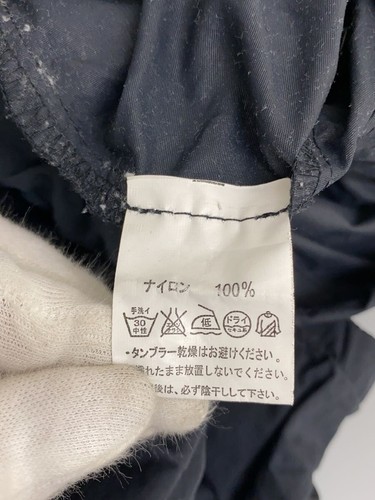 ナイロン 100%
手洗イ 30 中性 低 ドライ
・タンブラー乾燥はお避けください。
れたまま放置しないでください。
後は、必ず陰干しして下さい。